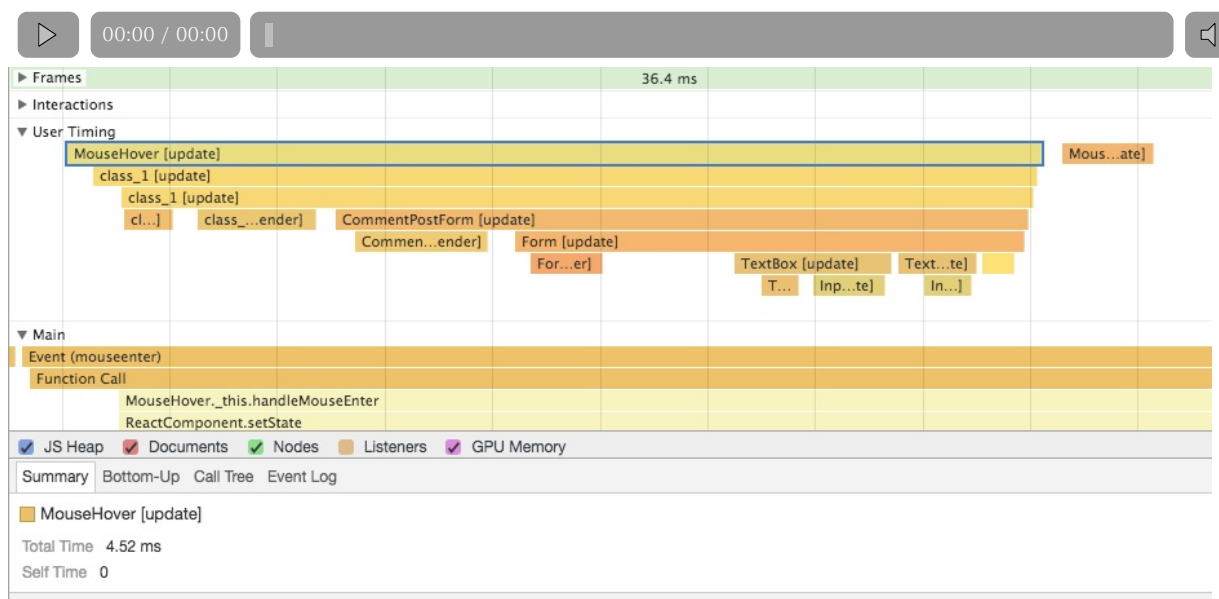 00:00 / 00:00
Frames
36.4 ms
Interactions
User Timing
MouseHover [update]
Mous...ate]
class_1 [update]
class_1 [update]
cl...]
class_...ender]
CommentPostForm [update]
Commen...ender]
Form [update]
For...er]
TextBox [update]
Text...te]
T...
Inp...te]
In...]
Main
Event (mouseenter)
Function Call
MouseHover._this.handleMouseEnter
ReactComponent.setState
JS Heap Documents Nodes Listeners GPU Memory
Summary Bottom-Up Call Tree Event Log
MouseHover [update]
Total Time 4.52 ms
Self Time 0